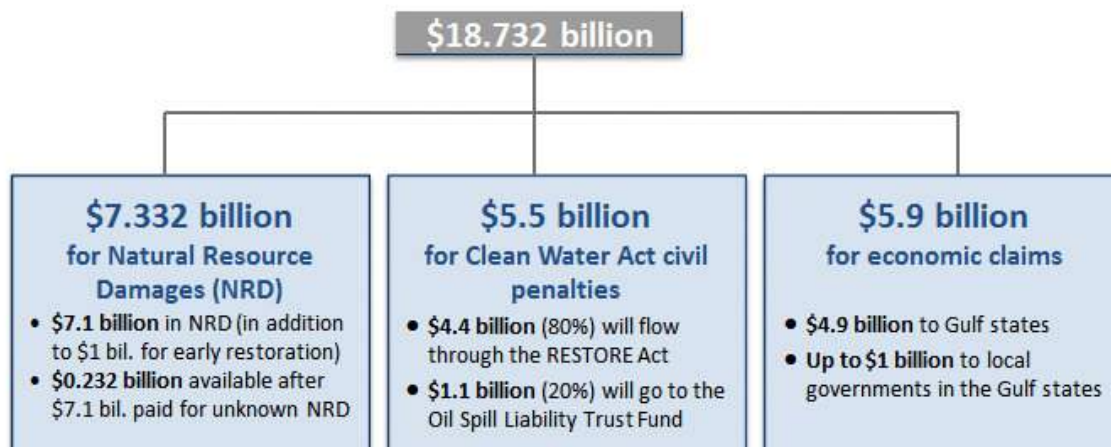 $18.732 billion
$7.332 billion
for Natural Resource
Damages (NRD)
• $7.1 billion in NRD (in addition
to $1 bil. for early restoration)
• $0.232 billion available after
$7.1 bil. paid for unknown NRD
$5.5 billion
for Clean Water Act civil
penalties
• $4.4 billion (80%) will flow
through the RESTORE Act
• $1.1 billion (20%) will go to the
Oil Spill Liability Trust Fund
$5.9 billion
for economic claims
• $4.9 billion to Gulf states
• Up to $1 billion to local
governments in the Gulf states